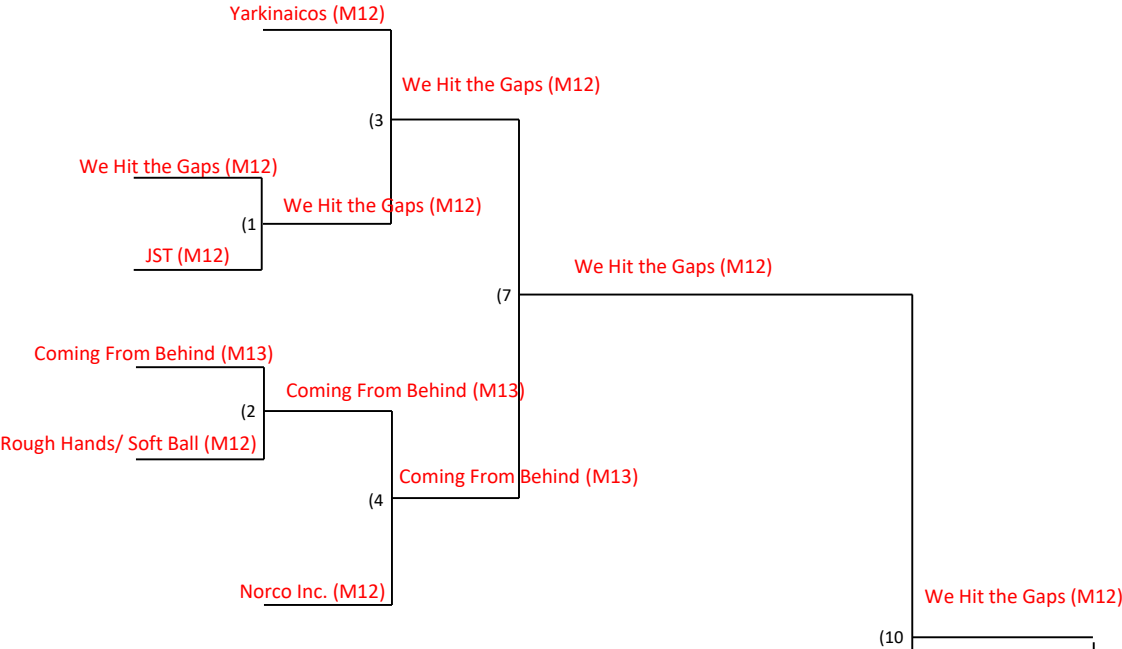 Yarkinaicos (M12)
We Hit the Gaps (M12)
(3
We Hit the Gaps (M12)
We Hit the Gaps (M12)
(1
JST (M12)
We Hit the Gaps (M12)
(7
Coming From Behind (M13)
Coming From Behind (M13)
(2
Rough Hands/ Soft Ball (M12)
Coming From Behind (M13)
(4
Norco Inc. (M12)
We Hit the Gaps (M12)
(10